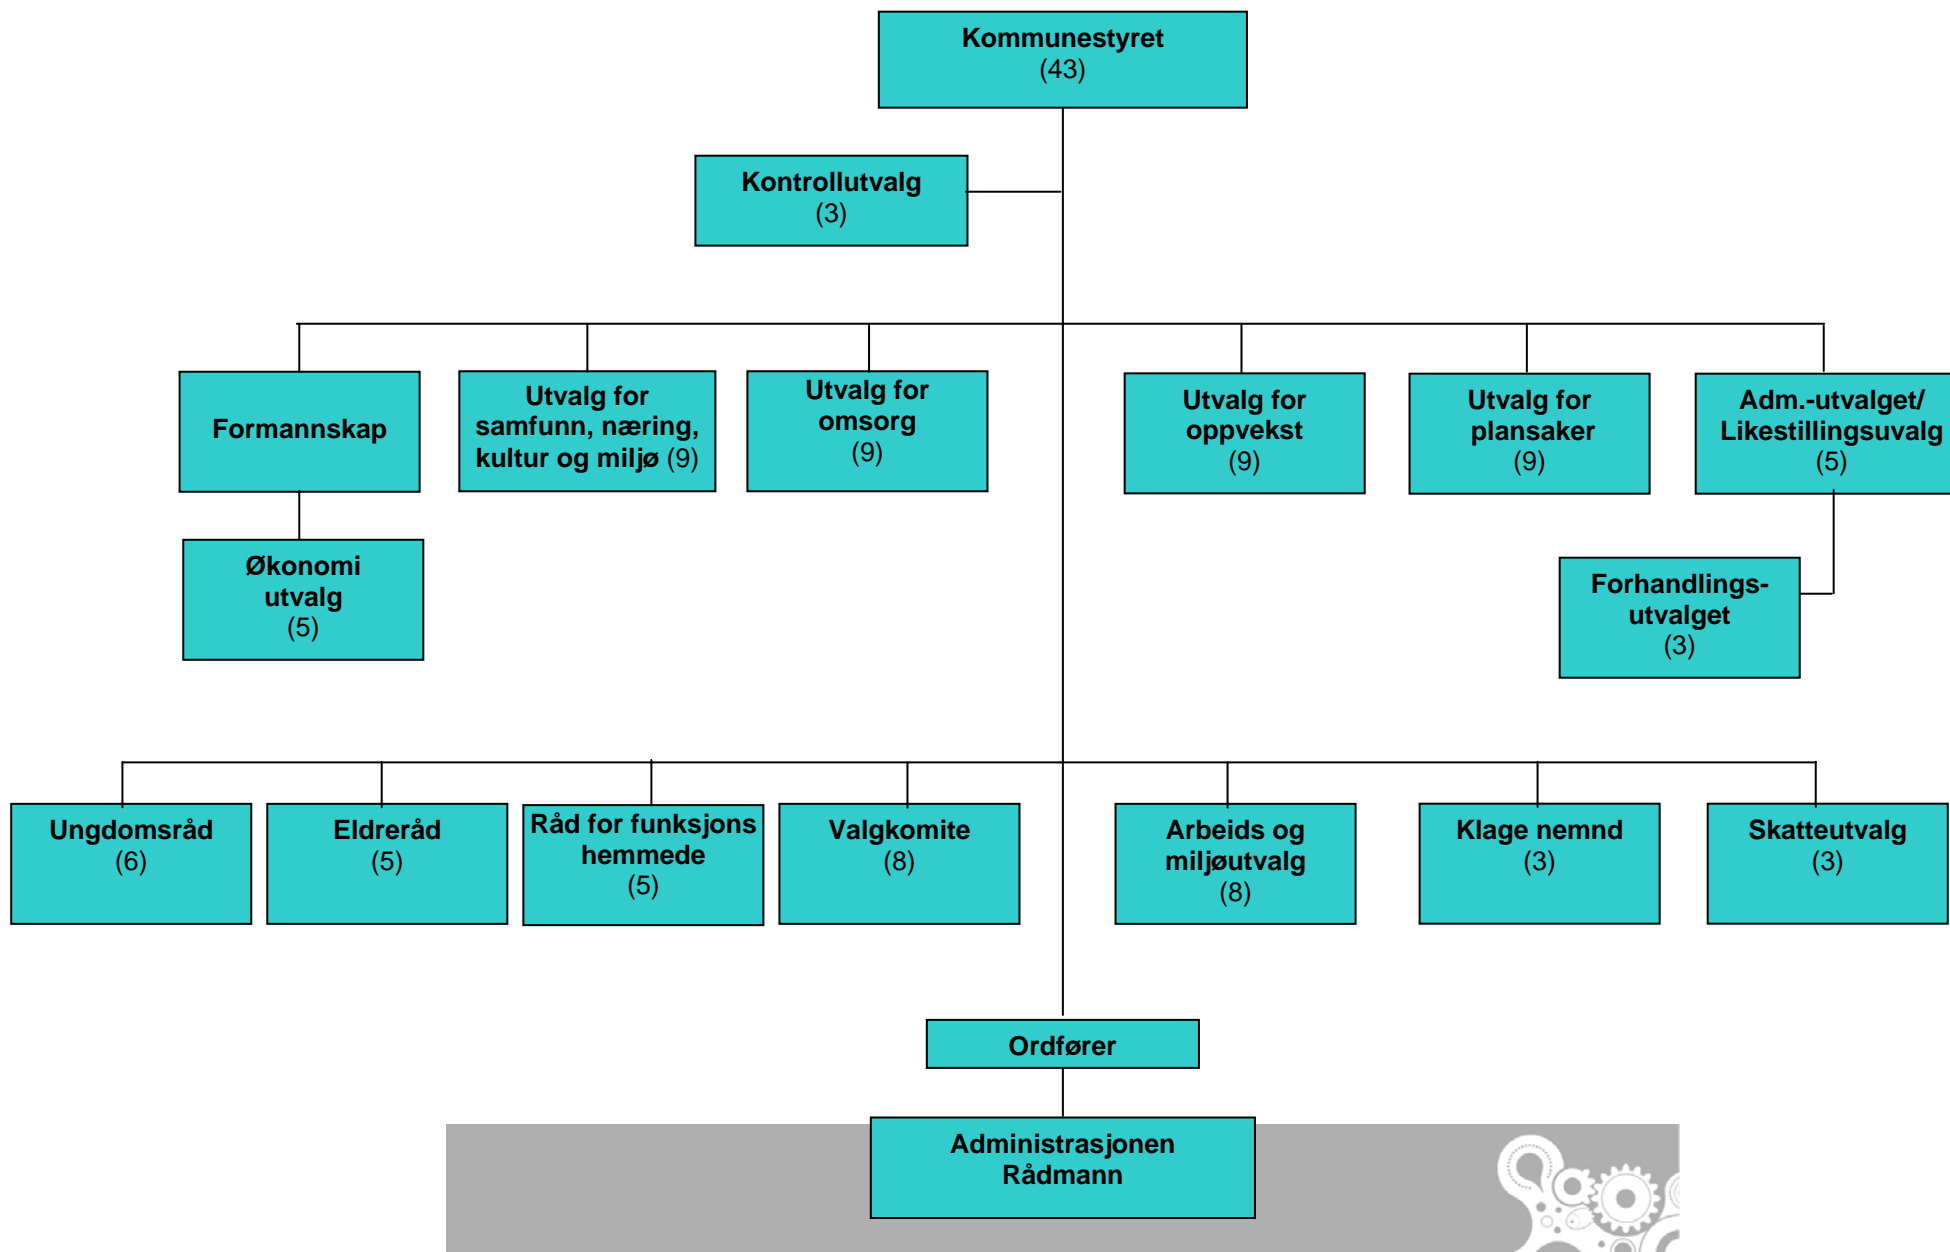 Kommunestyret
(43)
Kontrollutvalg
(3)
Formannskap
Utvalg for
samfunn, næring,
kultur og miljø (9)
Utvalg for
omsorg
(9)
Utvalg for
oppvekst
(9)
Utvalg for
plansaker
(9)
Adm.-utvalget/
Likestillingsuvalg
(5)
Økonomi
utvalg
(5)
Forhandlings-
utvalget
(3)
Ungdomsråd
(6)
Eldreråd
(5)
Råd for funksjons
hemmede
(5)
Valgkomite
(8)
Arbeids og
miljøutvalg
(8)
Klage nemnd
(3)
Skatteutvalg
(3)
Ordfører
Administrasjonen
Rådmann